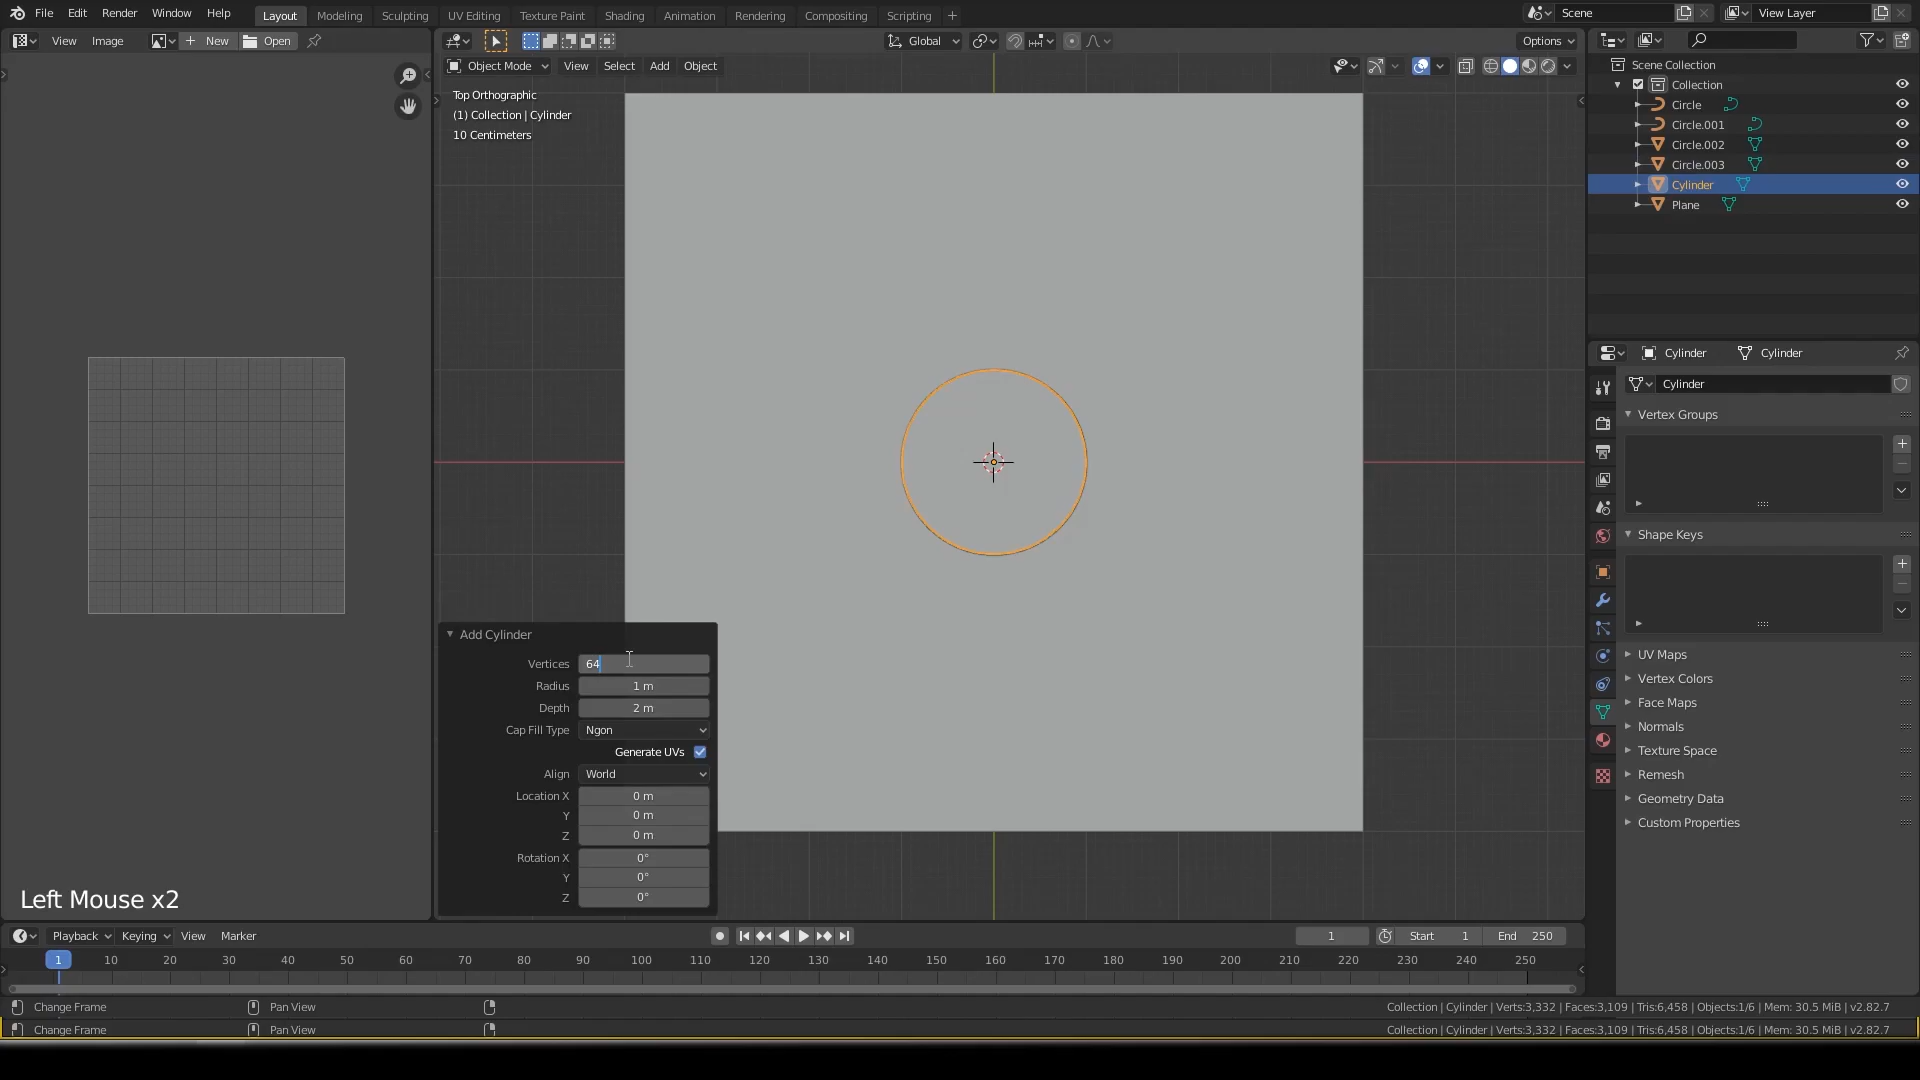 File Edit Render Window Help Layout Modeling Sculpting UV Editing Texture Paint Shading Animation Rendering Compositing Scripting + Scene View Layer
View Image New Open Global Options
Object Mode View Select Add Object
Top Orthographic
(1) Collection | Cylinder
10 Centimeters
Scene Collection
Collection
Circle
Circle.001
Circle.002
Circle.003
Cylinder
Plane
Cylinder Cylinder
Cylinder
Vertex Groups
Shape Keys
UV Maps
Vertex Colors
Face Maps
Normals
Texture Space
Remesh
Geometry Data
Custom Properties
Add Cylinder
Vertices 64
Radius 1 m
Depth 2 m
Cap Fill Type Ngon
Generate UVs
Align World
Location X 0 m
Y 0 m
Z 0 m
Rotation X 0°
Y 0°
Z 0°
Left Mouse x2
Playback Keying View Marker 1 Start 1 End 250
1 10 20 30 40 50 60 70 80 90 100 110 120 130 140 150 160 170 180 190 200 210 220 230 240 250
Change Frame Pan View Collection | Cylinder | Verts:3,332 | Faces:3,109 | Tris:6,458 | Objects:1/6 | Mem: 30.5 MiB | v2.82.7
Change Frame Pan View Collection | Cylinder | Verts:3,332 | Faces:3,109 | Tris:6,458 | Objects:1/6 | Mem: 30.5 MiB | v2.82.7